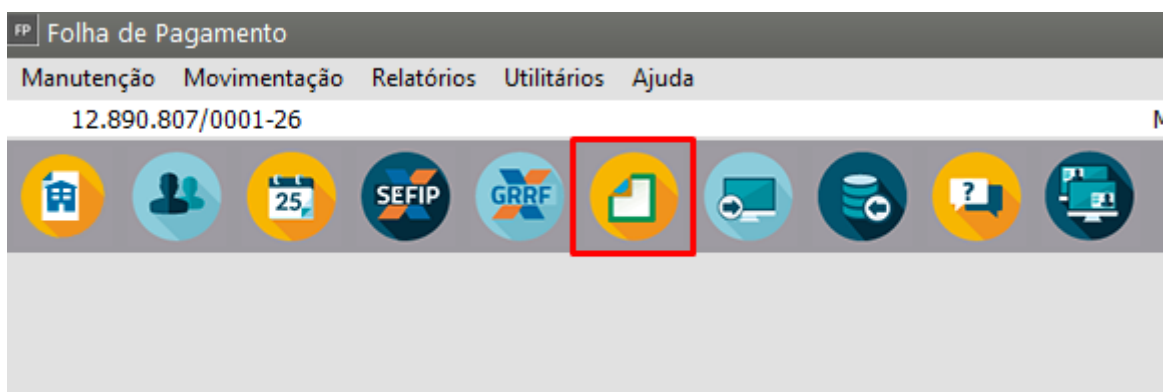 FP Folha de Pagamento
Manutenção Movimentação Relatórios Utilitários Ajuda
12.890.807/0001-26 M
25 SEFIP GRRF ?